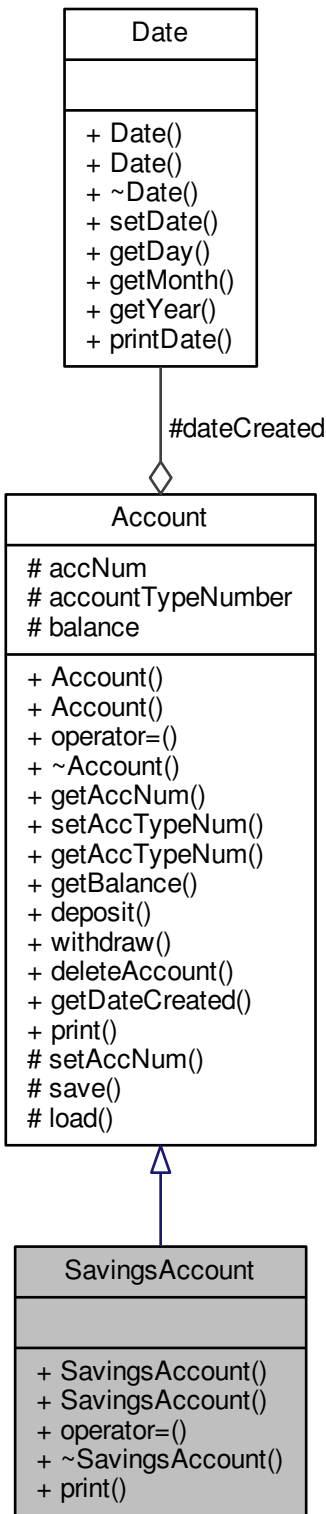 Date
+ Date()
+ Date()
+ ~Date()
+ setDate()
+ getDay()
+ getMonth()
+ getYear()
+ printDate()
#dateCreated
Account
# accNum
# accountTypeNumber
# balance
+ Account()
+ Account()
+ operator=()
+ ~Account()
+ getAccNum()
+ setAccTypeNum()
+ getAccTypeNum()
+ getBalance()
+ deposit()
+ withdraw()
+ deleteAccount()
+ getDateCreated()
+ print()
# setAccNum()
# save()
# load()
SavingsAccount
+ SavingsAccount()
+ SavingsAccount()
+ operator=()
+ ~SavingsAccount()
+ print()